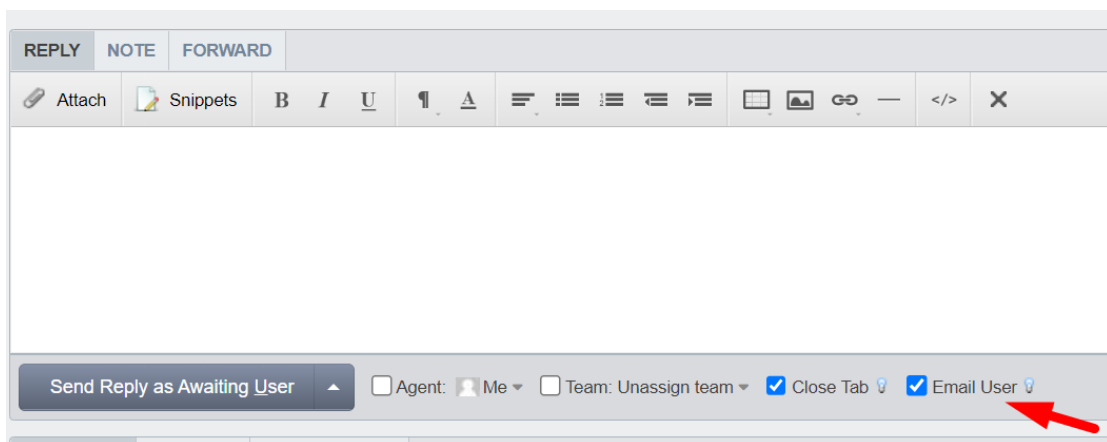 REPLY NOTE FORWARD
Attach Snippets B I U ¶ A </>
Send Reply as Awaiting User Agent: Me Team: Unassign team Close Tab Email User